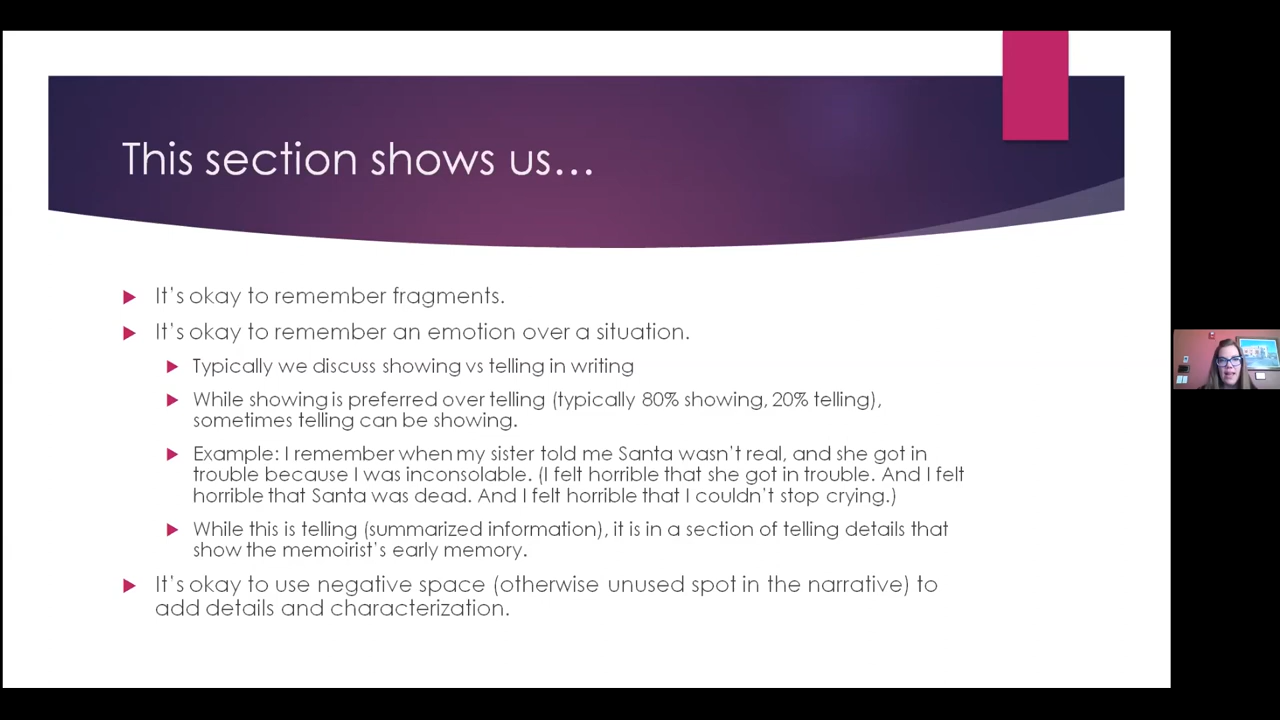 This section shows us...
It's okay to remember fragments.
It's okay to remember an emotion over a situation.
Typically we discuss showing vs telling in writing
While showing is preferred over telling (typically 80% showing, 20% telling),
sometimes telling can be showing.
Example: I remember when my sister told me Santa wasn't real, and she got in
trouble because I was inconsolable. (I felt horrible that she got in trouble. And I felt
horrible that Santa was dead. And I felt horrible that I couldn't stop crying.)
While this is telling (summarized information), it is in a section of telling details that
show the memoirist's early memory.
It's okay to use negative space (otherwise unused spot in the narrative) to
add details and characterization.